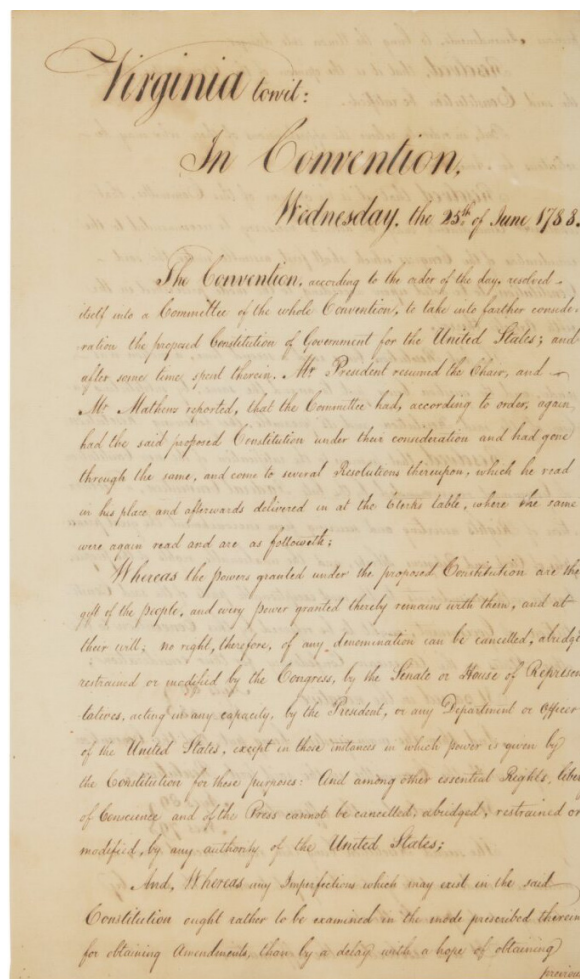 Virginia towit:
In Convention,
Wednesday, the 25th of June 1788.
The Convention, according to the order of the day, resolved
itself into a Committee of the whole Convention, to take into farther conside-
ration the proposed Constitution of Government for the United States; and
after some time spent therein, Mr President resumed the Chair, and
Mr Mathews reported, that the Committee had, according to order, again
had the said proposed Constitution under their consideration and had gone
through the same, and come to several Resolutions thereupon, which he read
in his place and afterwards delivered in at the Clerks table, where the same
were again read and are as followeth;
Whereas the powers granted under the proposed Constitution are the
gift of the people, and every power granted thereby remains with them, and at
their will; no right, therefore, of any denomination can be cancelled, abridge
restrained or modified by the Congress, by the Senate or House of Represen
tatives, acting in any capacity, by the President, or any Department or Officer
of the United States, except in those instances in which power is given by
the Constitution for those purposes: And among other essential Rights, liber
of Conscience and of the Press cannot be cancelled, abridged, restrained or
modified, by any authority of the United States;
And, Whereas any Imperfections which may exist in the said
Constitution ought rather to be examined in the mode prescribed therein
for obtaining Amendments, than by a delay with a hope of obtaining
previou